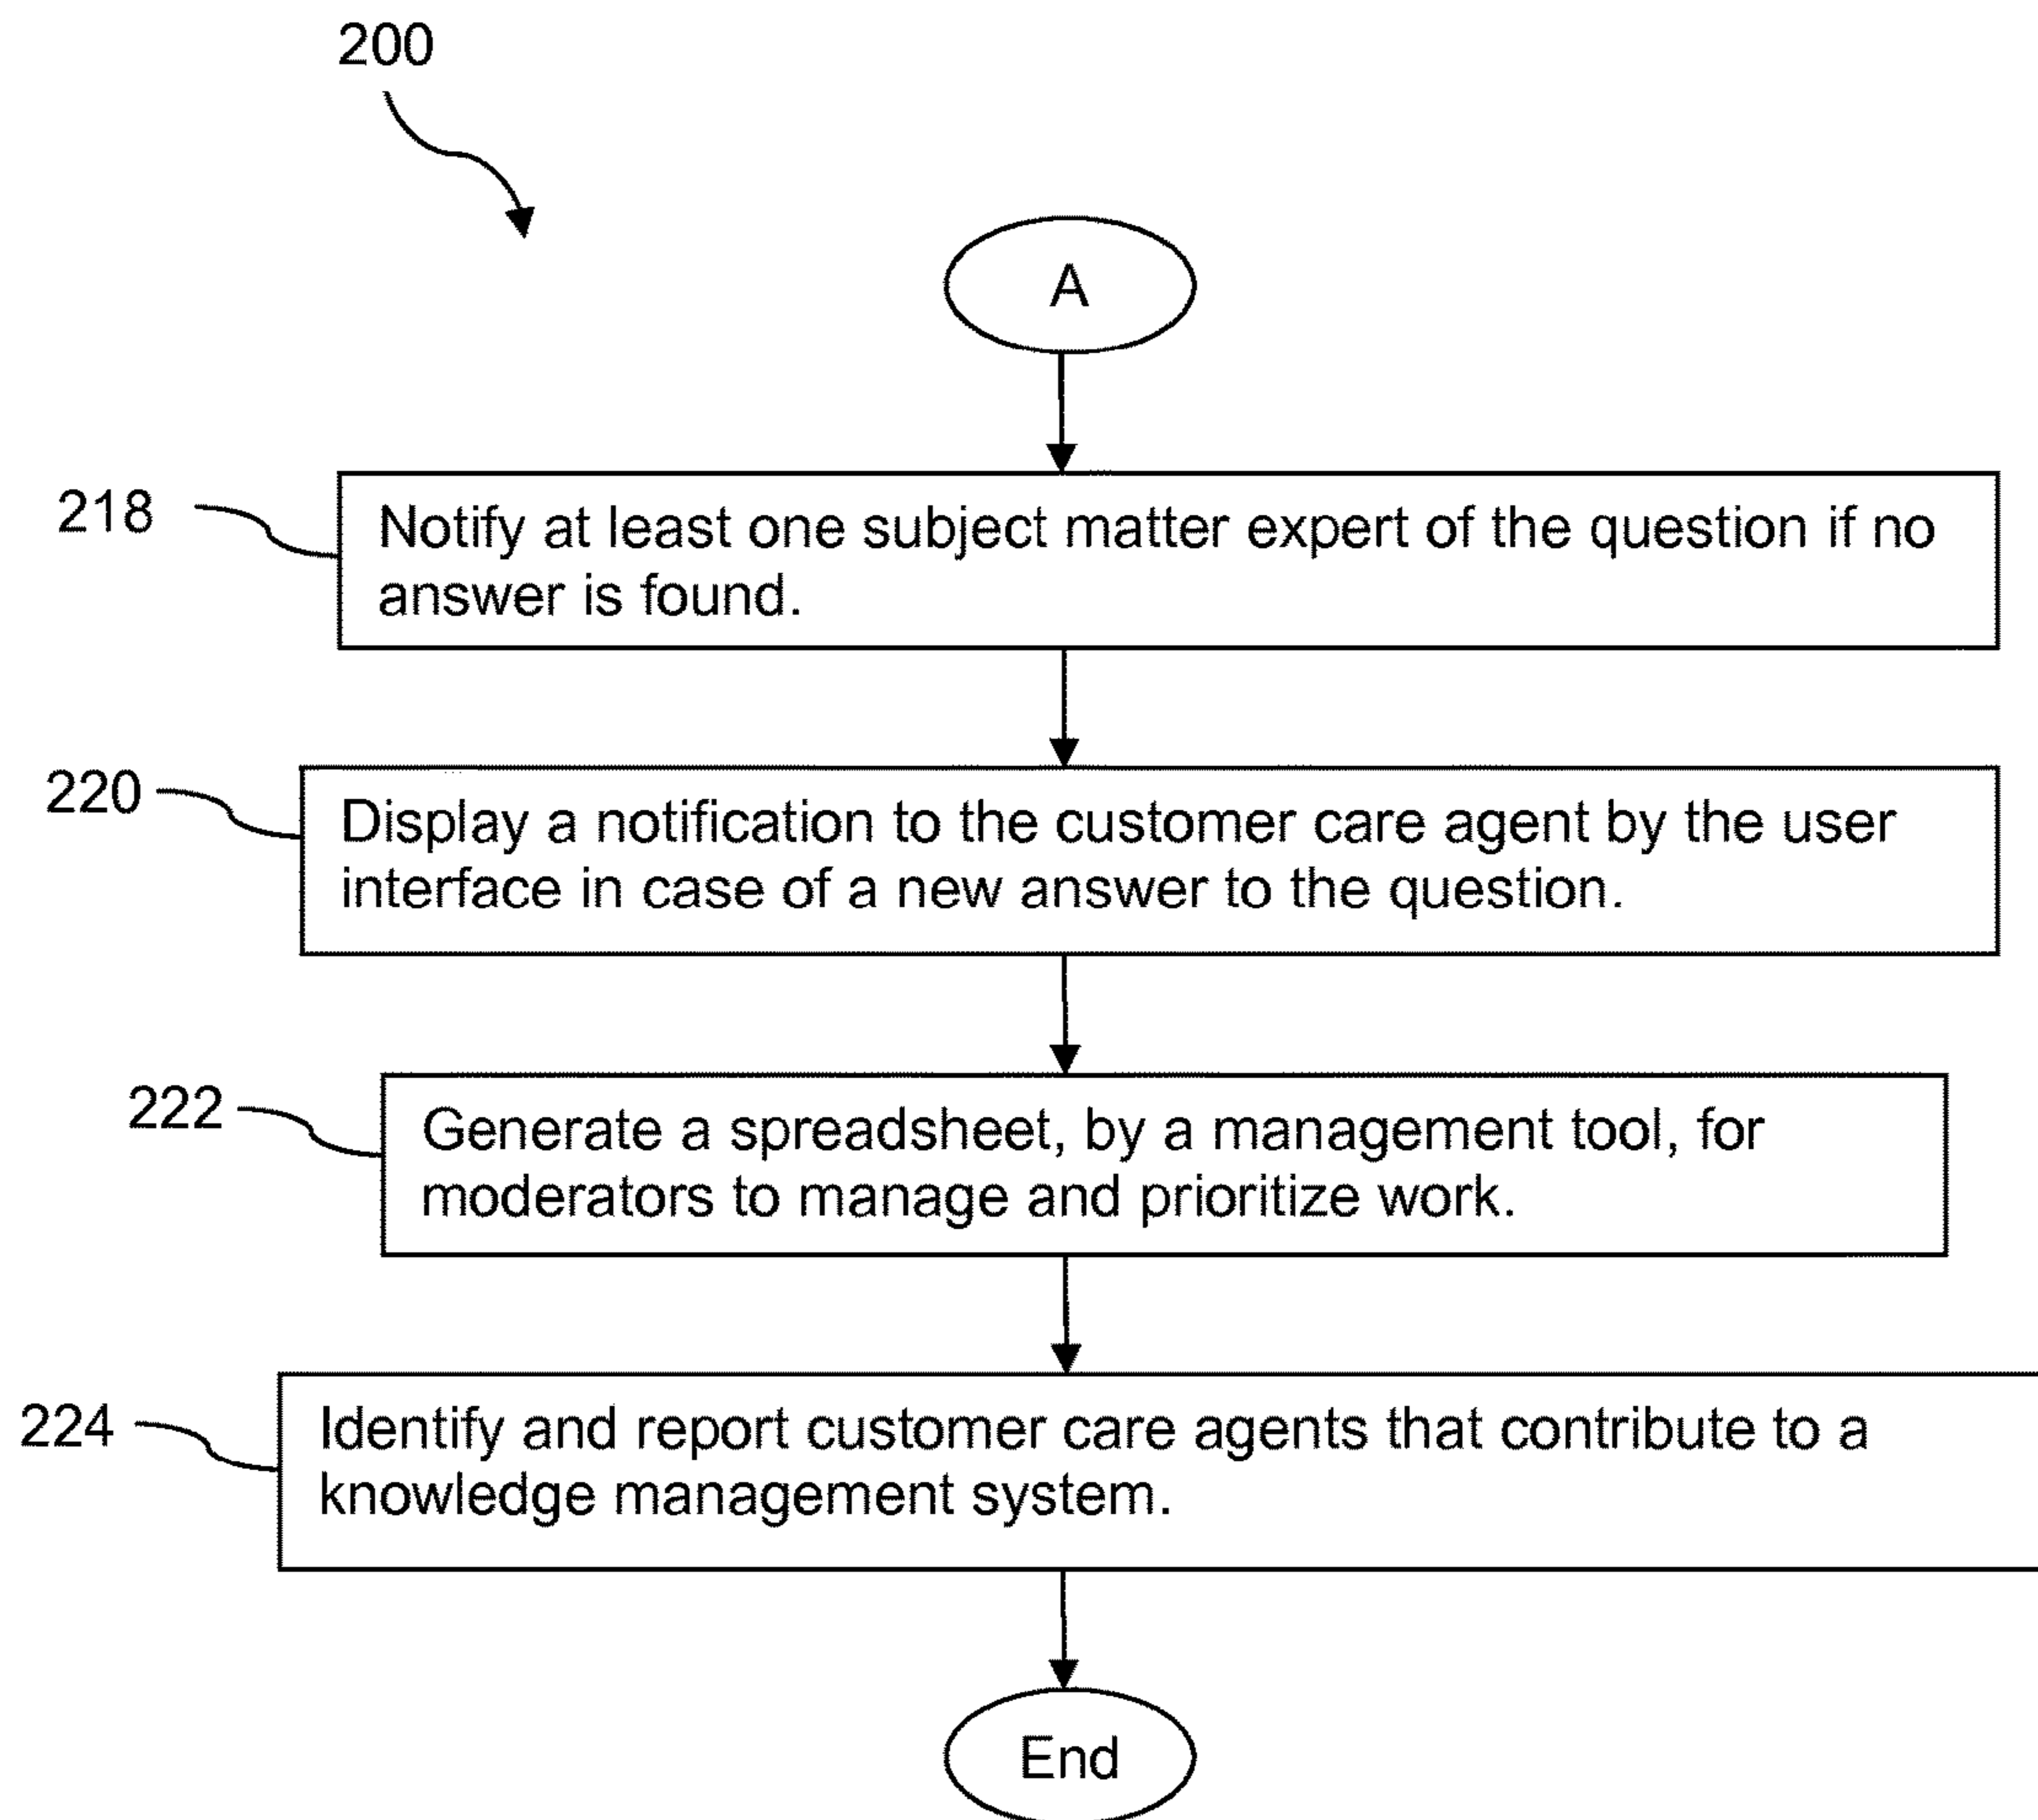 200
A
218
Notify at least one subject matter expert of the question if no
answer is found.
220
Display a notification to the customer care agent by the user
interface in case of a new answer to the question.
222
Generate a spreadsheet, by a management tool, for
moderators to manage and prioritize work.
224
Identify and report customer care agents that contribute to a
knowledge management system.
End